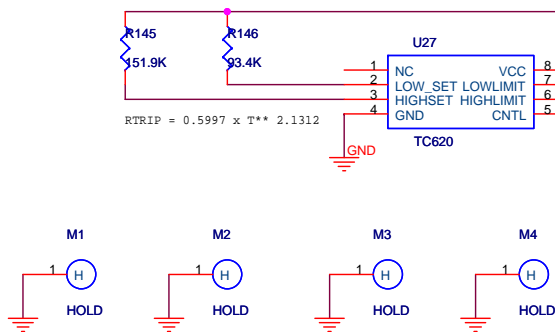 R145
R146
151.9K
93.4K
U27
1 NC VCC 8
2 LOW_SET LOWLIMIT 7
3 HIGHSET HIGHLIMIT 6
4 GND CNTL 5
TC620
RTRIP = 0.5997 x T** 2.1312
GND
M1 M2 M3 M4
1 H 1 H 1 H 1 H
HOLD HOLD HOLD HOLD